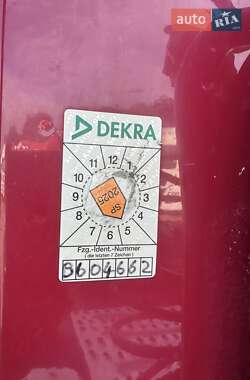 AUTO RIA
DEKRA
12
11 1
10 2
9 3
8 4
7 5
6
SP
2025
Fzg.-Ident.-Nummer
(die letzten 7 Zeichen)
9604662